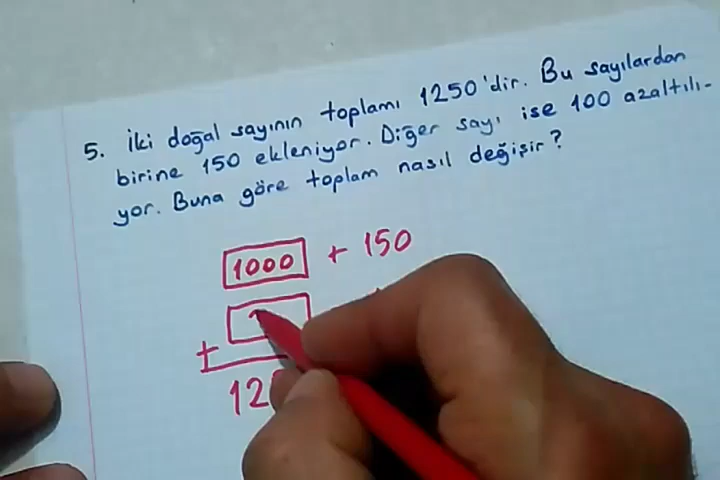 5. İki doğal sayının toplamı 1250'dir. Bu sayılardan
birine 150 ekleniyor. Diğer sayı ise 100 azaltılı-
yor. Buna göre toplam nasıl değişir?
1000 + 150
+
12